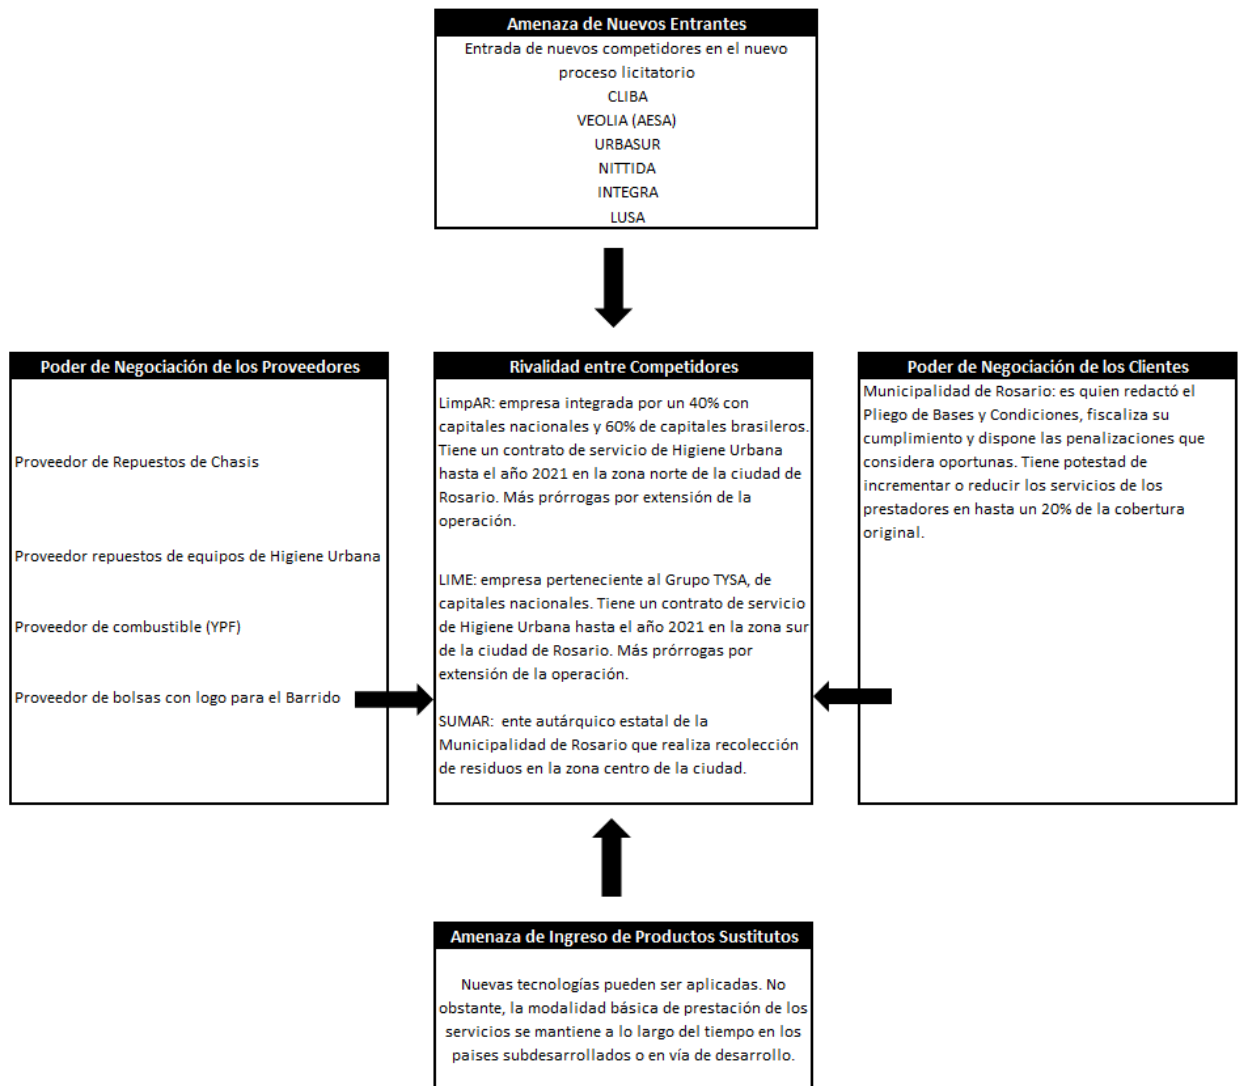 Amenaza de Nuevos Entrantes
Entrada de nuevos competidores en el nuevo
proceso licitatorio
CLIBA
VEOLIA (AESA)
URBASUR
NITTIDA
INTEGRA
LUSA
Poder de Negociación de los Proveedores
Proveedor de Repuestos de Chasis
Proveedor repuestos de equipos de Higiene Urbana
Proveedor de combustible (YPF)
Proveedor de bolsas con logo para el Barrido
Rivalidad entre Competidores
LimpAR: empresa integrada por un 40% con
capitales nacionales y 60% de capitales brasileros.
Tiene un contrato de servicio de Higiene Urbana
hasta el año 2021 en la zona norte de la ciudad de
Rosario. Más prórrogas por extensión de la
operación.
LIME: empresa perteneciente al Grupo TYSA, de
capitales nacionales. Tiene un contrato de servicio
de Higiene Urbana hasta el año 2021 en la zona sur
de la ciudad de Rosario. Más prórrogas por
extensión de la operación.
SUMAR: ente autárquico estatal de la
Municipalidad de Rosario que realiza recolección
de residuos en la zona centro de la ciudad.
Poder de Negociación de los Clientes
Municipalidad de Rosario: es quien redactó el
Pliego de Bases y Condiciones, fiscaliza su
cumplimiento y dispone las penalizaciones que
considera oportunas. Tiene potestad de
incrementar o reducir los servicios de los
prestadores en hasta un 20% de la cobertura
original.
Amenaza de Ingreso de Productos Sustitutos
Nuevas tecnologías pueden ser aplicadas. No
obstante, la modalidad básica de prestación de los
servicios se mantiene a lo largo del tiempo en los
paises subdesarrollados o en vía de desarrollo.